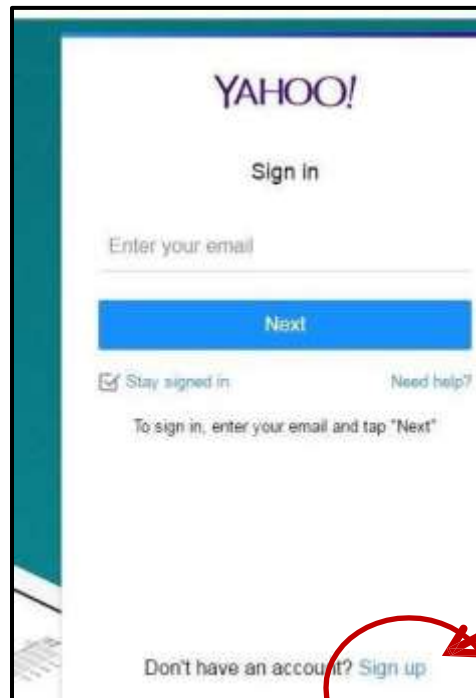 YAHOO!
Sign in
Enter your email
Next
Stay signed in Need help?
To sign in, enter your email and tap "Next"
Don't have an account? Sign up